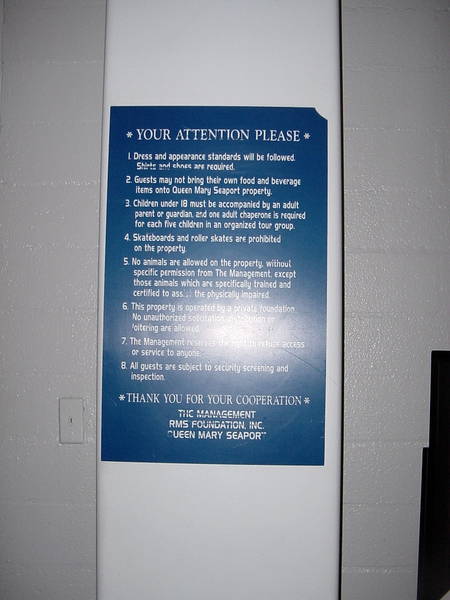 * YOUR ATTENTION PLEASE *
1. Dress and appearance standards will be followed.
Shirts and shoes are required.
2. Guests may not bring their own food and beverage
items onto Queen Mary Seaport property.
3. Children under 18 must be accompanied by an adult
parent or guardian, and one adult chaperone is required
for each five children in an organized tour group.
4. Skateboards and roller skates are prohibited
on the property.
5. No animals are allowed on the property, without
specific permission from The Management, except
those animals which are specifically trained and
certified to ass... the physically impaired.
6. This property is operated by a private foundation.
No unauthorized solicitation, distribution or
loitering are allowed.
7. The Management reserves the right to refuse access
or service to anyone.
8. All guests are subject to security screening and
inspection.
*THANK YOU FOR YOUR COOPERATION*
THE MANAGEMENT
RMS FOUNDATION, INC.
QUEEN MARY SEAPORT